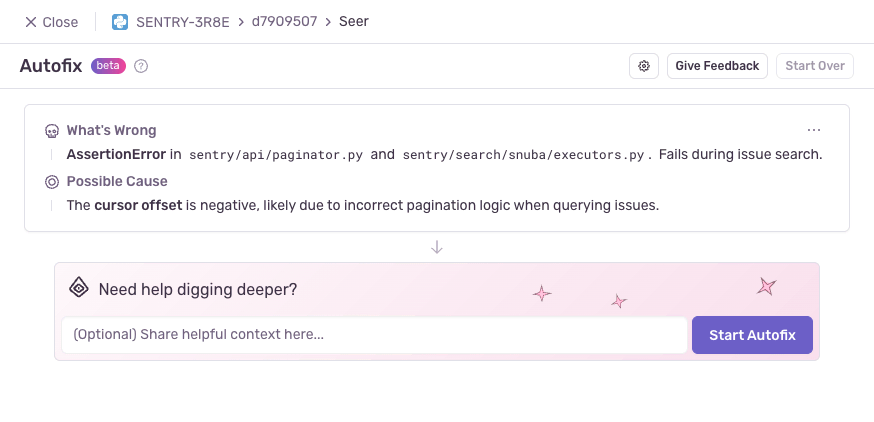 Close SENTRY-3R8E > d7909507 > Seer
Autofix beta ? Give Feedback Start Over
What's Wrong ...
AssertionError in sentry/api/paginator.py and sentry/search/snuba/executors.py. Fails during issue search.
Possible Cause
The cursor offset is negative, likely due to incorrect pagination logic when querying issues.
Need help digging deeper?
(Optional) Share helpful context here... Start Autofix